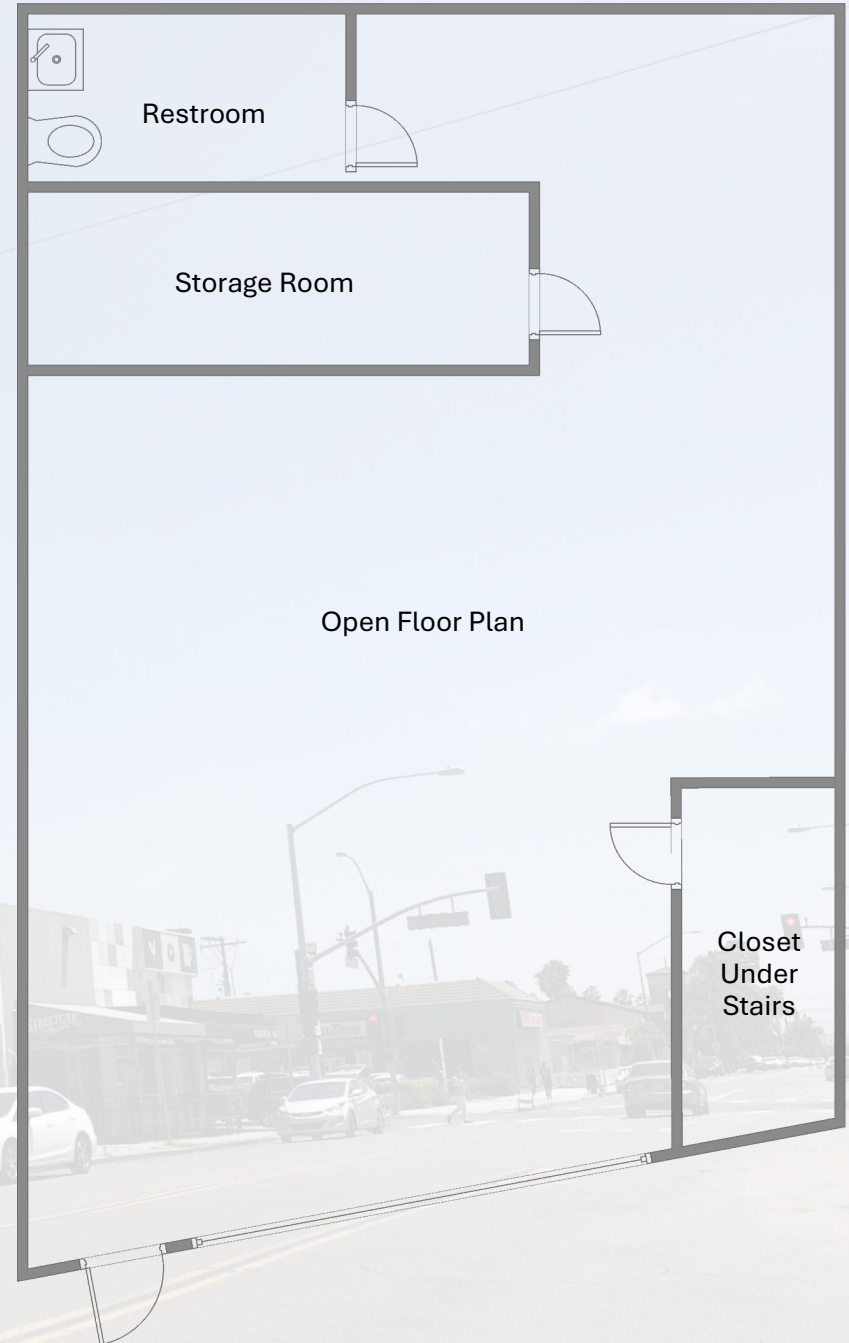 Restroom
Storage Room
Open Floor Plan
Closet
Under
Stairs